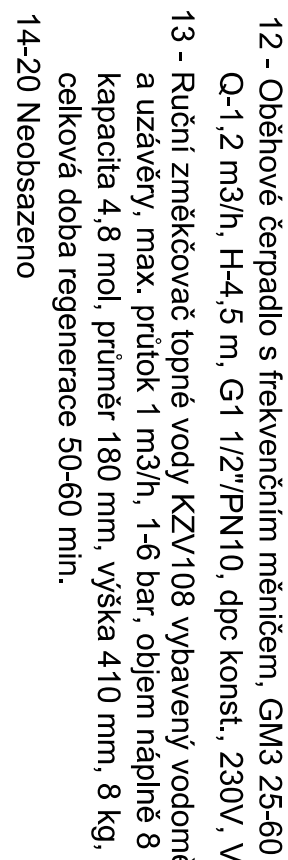 12 - Oběhové čerpadlo s frekvenčním měničem, GM3 25-60
Q-1,2 m3/h, H-4,5 m, G1 1/2"/PN10, dpc konst., 230V, V
13 - Ruční změkčovač topné vody KZV108 vybavený vodomě
a uzávěry, max. průtok 1 m3/h, 1-6 bar, objem náplně 8
kapacita 4,8 mol, průměr 180 mm, výška 410 mm, 8 kg,
celková doba regenerace 50-60 min.
14-20 Neobsazeno